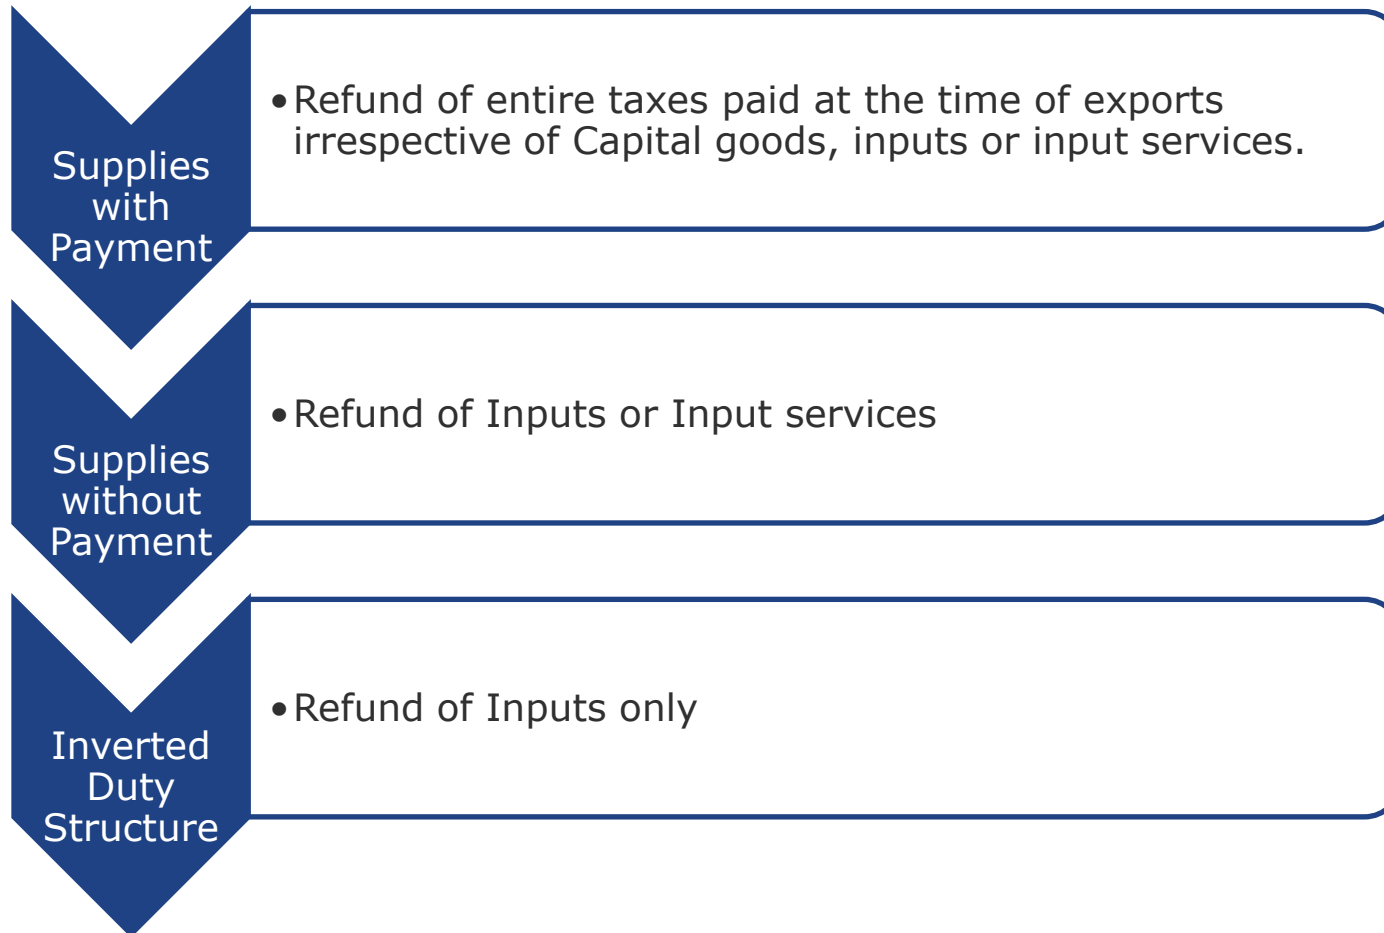 Supplies
with
Payment
•Refund of entire taxes paid at the time of exports
irrespective of Capital goods, inputs or input services.
Supplies
without
Payment
•Refund of Inputs or Input services
Inverted
Duty
Structure
•Refund of Inputs only